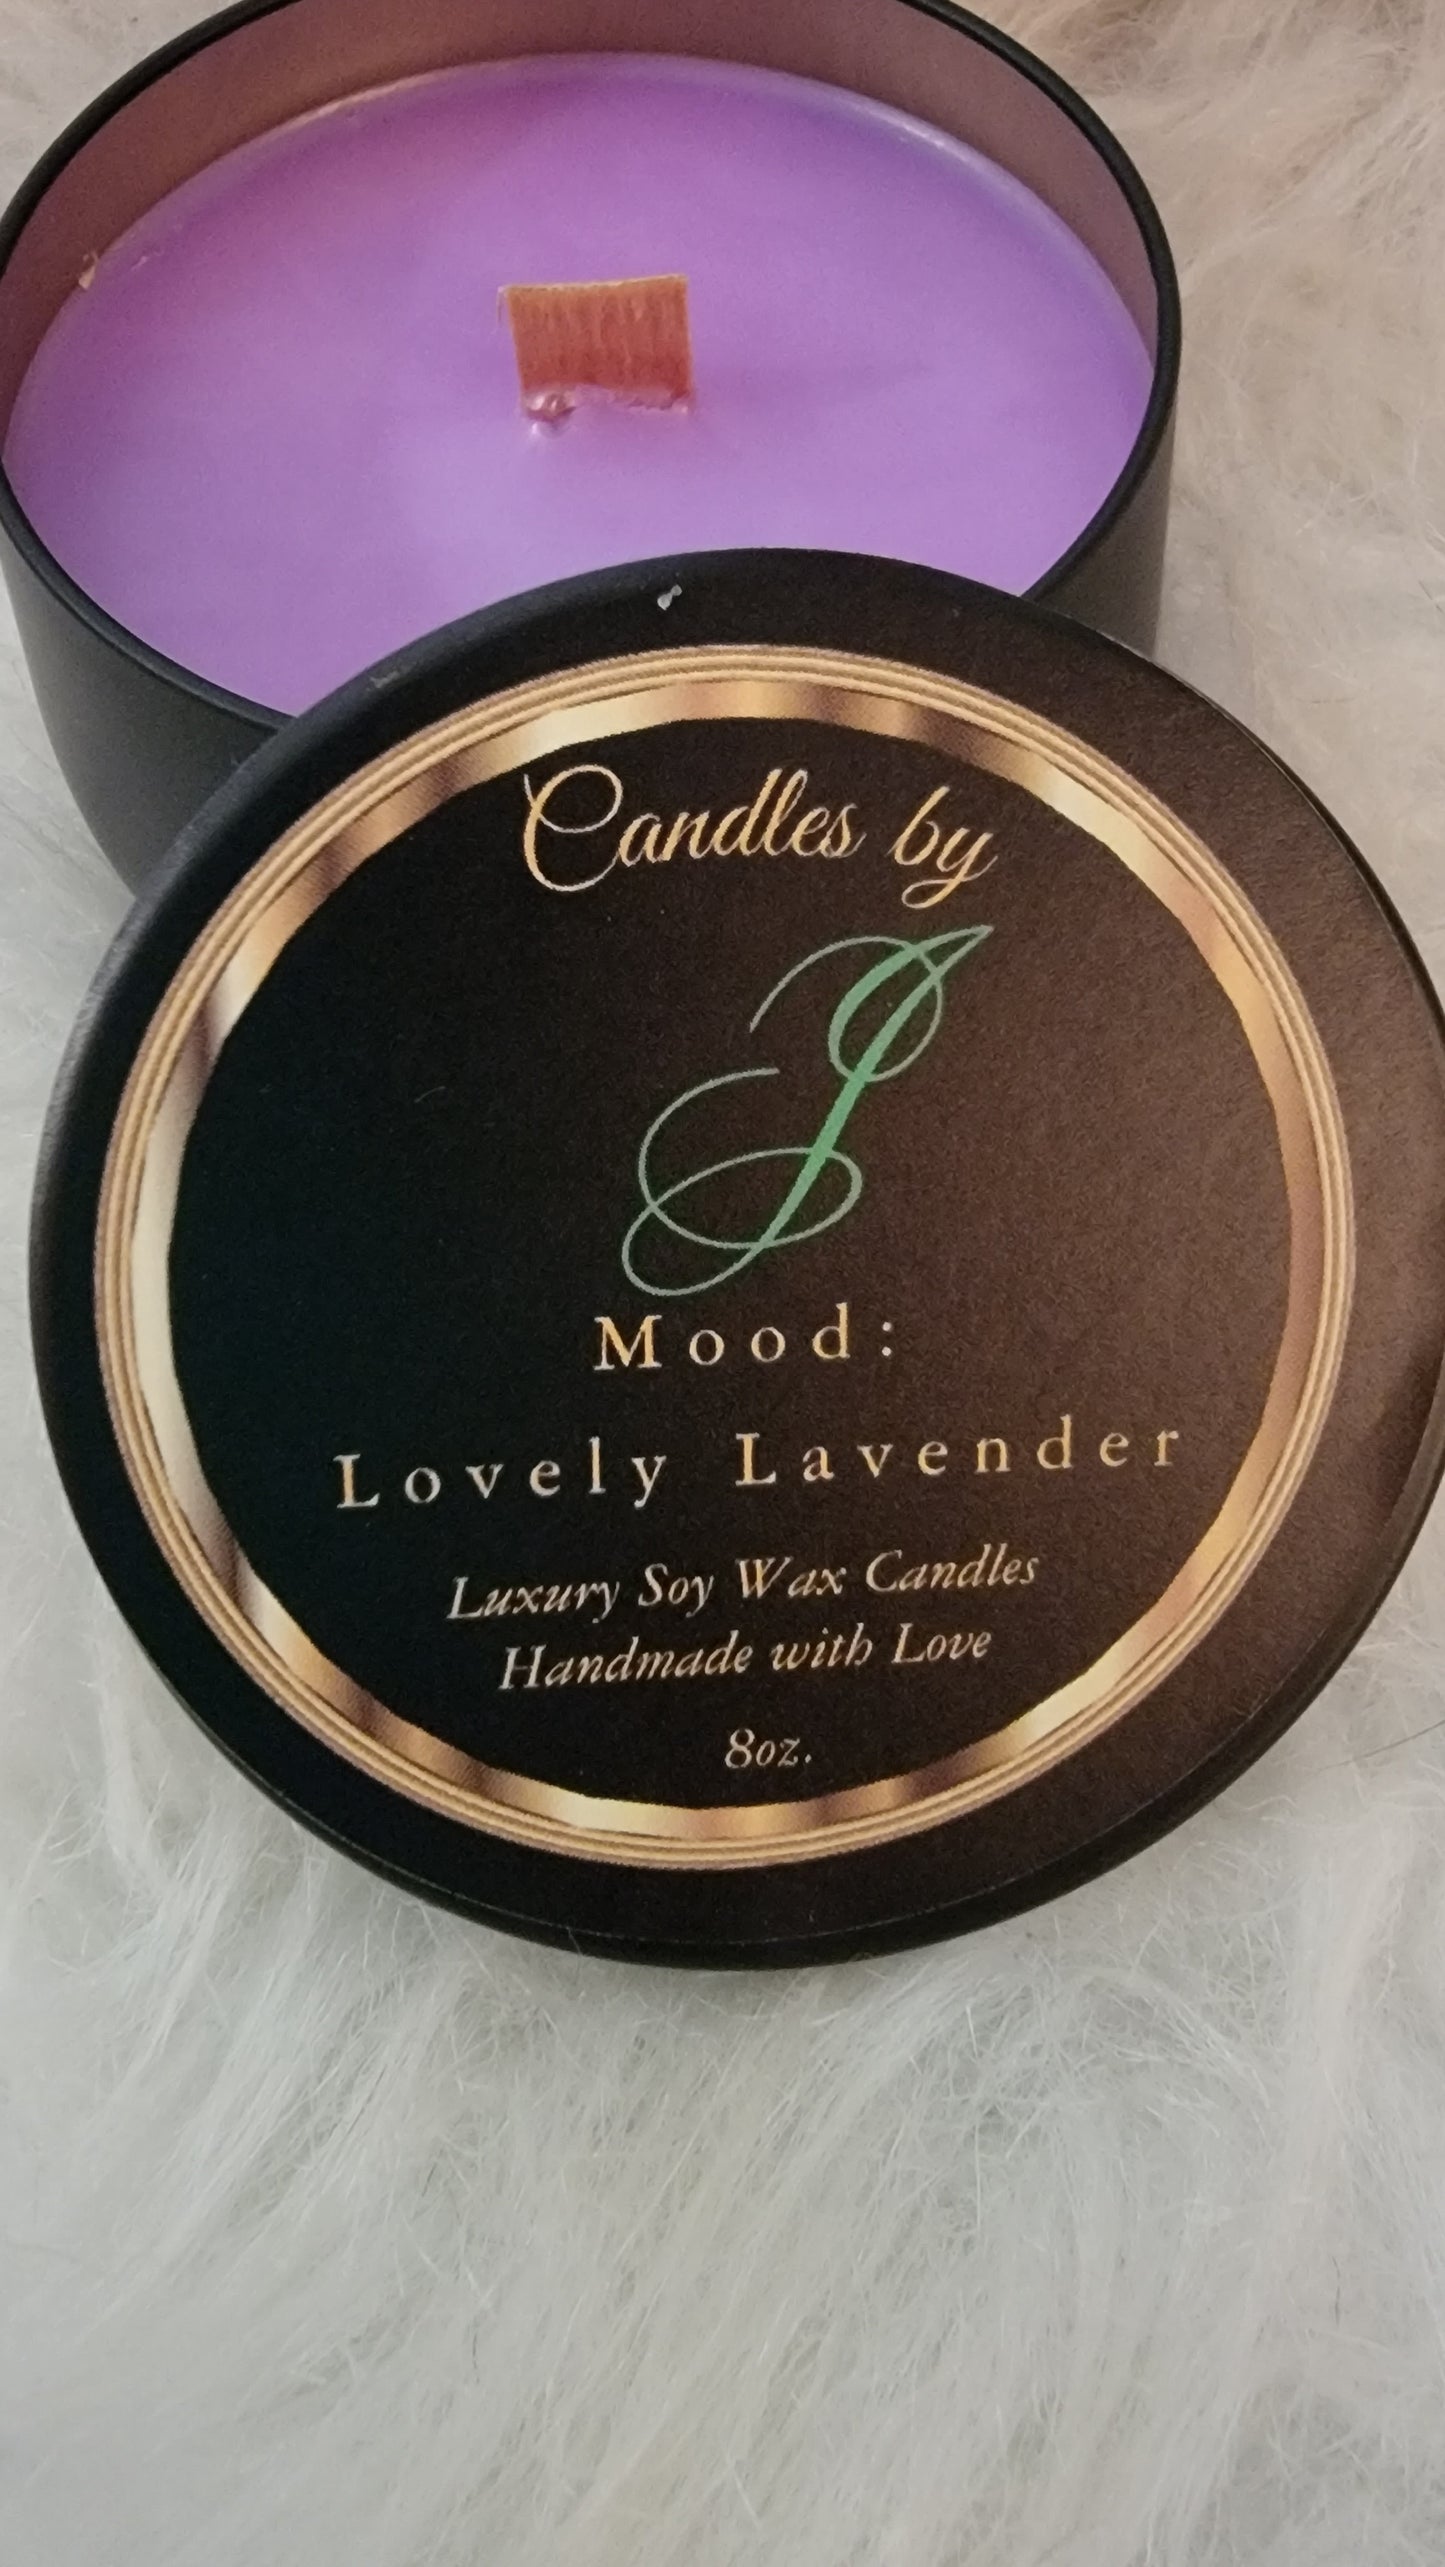 Candles by
J
Mood:
Lovely Lavender
Luxury Soy Wax Candles
Handmade with Love
8oz.